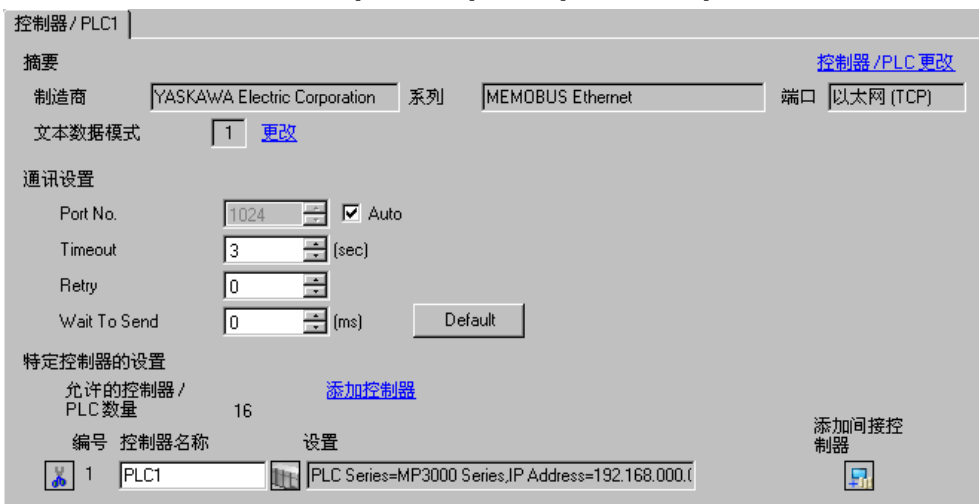 控制器/PLC1
摘要 控制器/PLC更改
制造商 YASKAWA Electric Corporation 系列 MEMOBUS Ethernet 端口 以太网 (TCP)
文本数据模式 1 更改
通讯设置
Port No. 1024 Auto
Timeout 3 (sec)
Retry 0
Wait To Send 0 (ms) Default
特定控制器的设置
允许的控制器/ 添加控制器
PLC数量 16
添加间接控
编号 控制器名称 设置 制器
1 PLC1 PLC Series=MP3000 Series,IP Address=192.168.000.